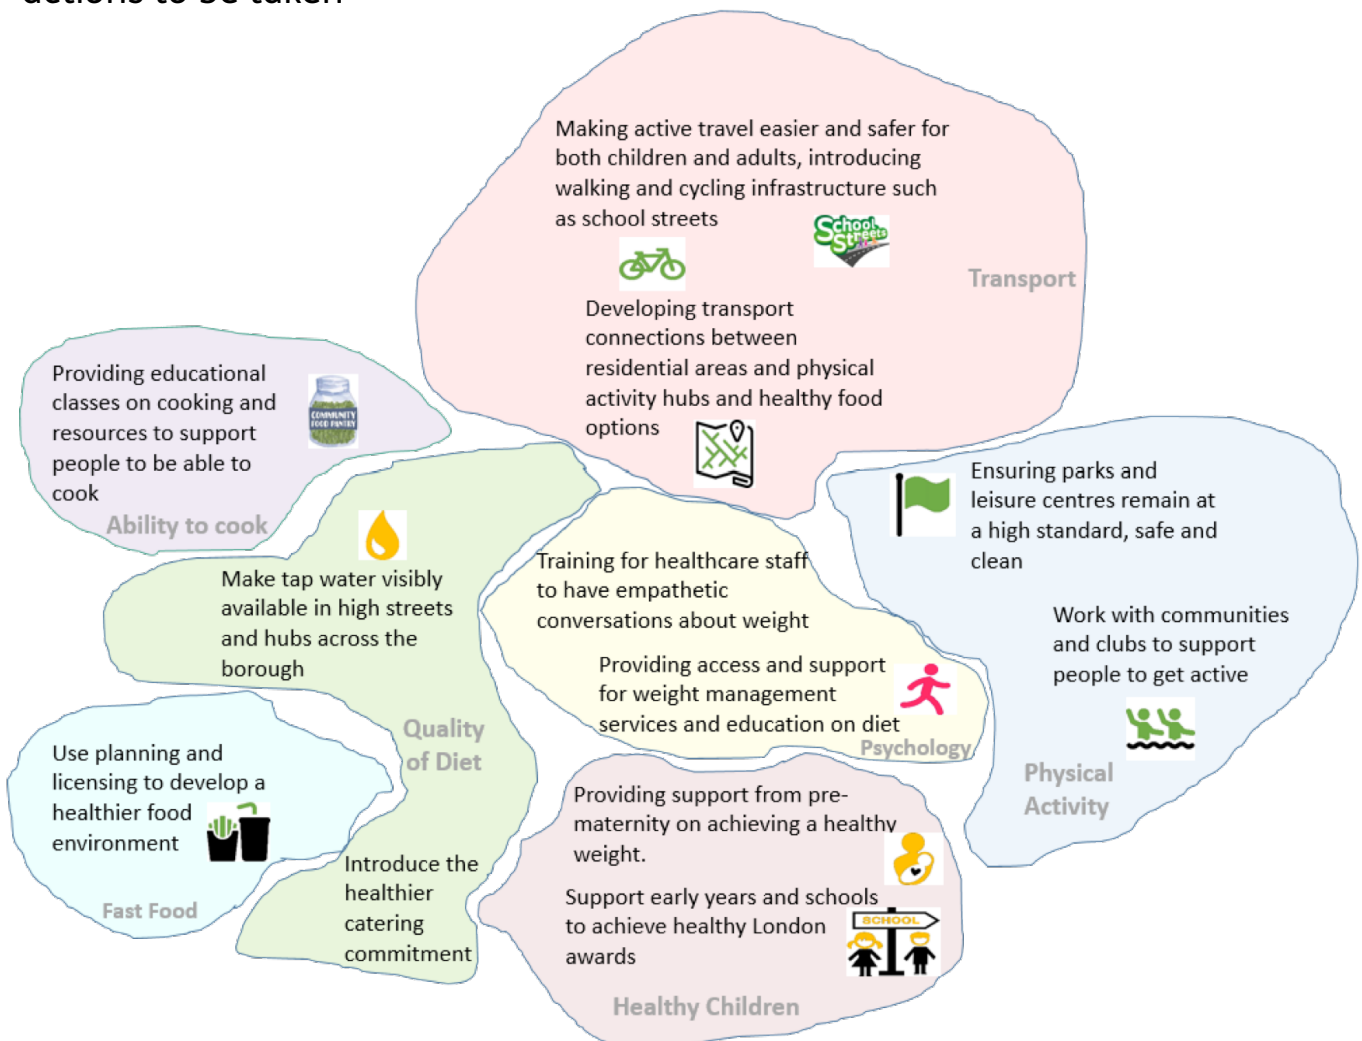 actions to be taken
Making active travel easier and safer for
both children and adults, introducing
walking and cycling infrastructure such
as school streets
School
Streets
Transport
Developing transport
connections between
residential areas and physical
activity hubs and healthy food
options
Providing educational
classes on cooking and
resources to support
people to be able to
cook
COMMUNITY
FOOD PANTRY
Ability to cook
Ensuring parks and
leisure centres remain at
a high standard, safe and
clean
Work with communities
and clubs to support
people to get active
Physical
Activity
Make tap water visibly
available in high streets
and hubs across the
borough
Quality
of Diet
Introduce the
healthier
catering
commitment
Training for healthcare staff
to have empathetic
conversations about weight
Providing access and support
for weight management
services and education on diet
Psychology
Use planning and
licensing to develop a
healthier food
environment
Fast Food
Providing support from pre-
maternity on achieving a healthy
weight.
Support early years and schools
to achieve healthy London
awards
SCHOOL
Healthy Children